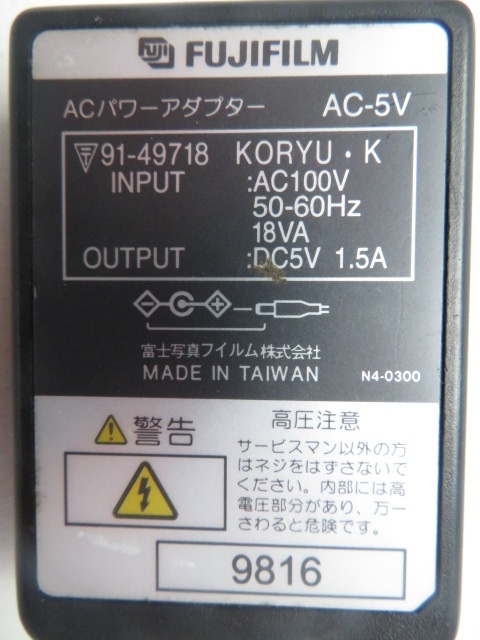 FUJI FUJIFILM
ACパワーアダプター AC-5V
91-49718 KORYU・K
INPUT :AC100V
50-60Hz
18VA
OUTPUT :DC5V 1.5A
富士写真フイルム株式会社
MADE IN TAIWAN N4-0300
警告
高圧注意
サービスマン以外の方
はネジをはずさないで
ください。内部には高
電圧部分があり、万一
さわると危険です。
9816